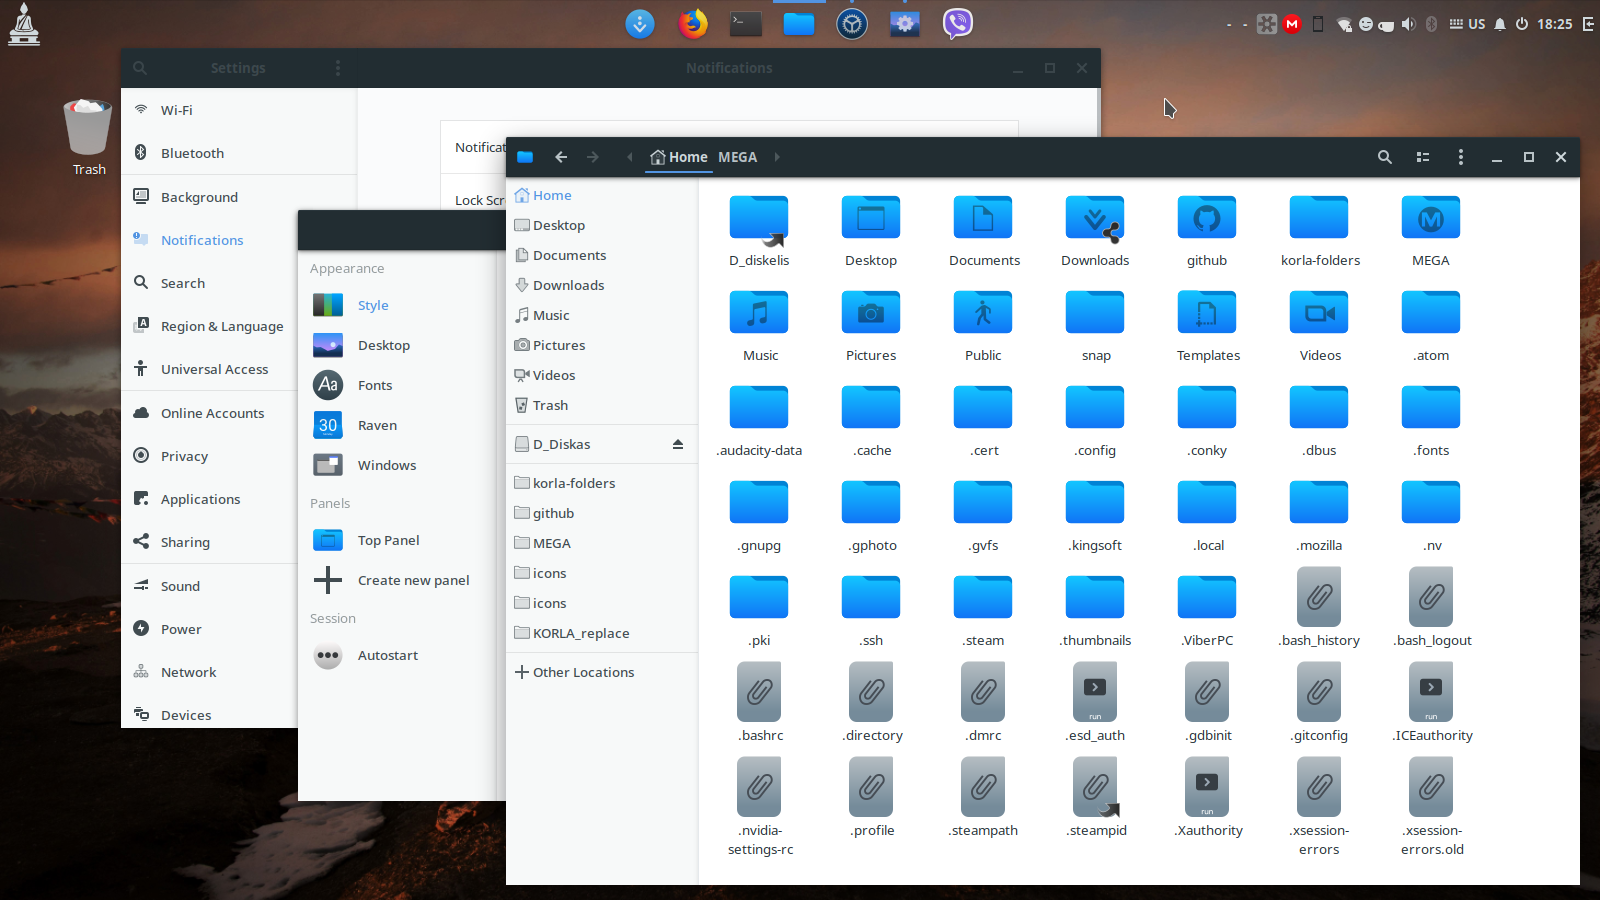 - - M US 18:25
Trash
Settings
Notifications
Wi-Fi
Bluetooth
Background
Notifications
Search
Region & Language
Universal Access
Online Accounts
Privacy
Applications
Sharing
Sound
Power
Network
Devices
Lock
Appearance
Style
Desktop
Aa Fonts
30 Raven
Windows
Panels
Top Panel
Create new panel
Session
Autostart
Home MEGA
Home
Desktop
Documents
Downloads
Music
Pictures
Videos
Trash
D_Diskas
korla-folders
github
MEGA
icons
icons
KORLA_replace
Other Locations
D_diskelis Desktop Documents Downloads github korla-folders MEGA
Music Pictures Public snap Templates Videos .atom
.audacity-data .cache .cert .config .conky .dbus .fonts
.gnupg .gphoto .gvfs .kingsoft .local .mozilla .nv
.pki .ssh .steam .thumbnails .ViberPC .bash_history .bash_logout
run run
.bashrc .directory .dmrc .esd_auth .gdbinit .gitconfig .ICEauthority
run
.nvidia- .profile .steampath .steampid .Xauthority .xsession- .xsession-
settings-rc errors errors.old